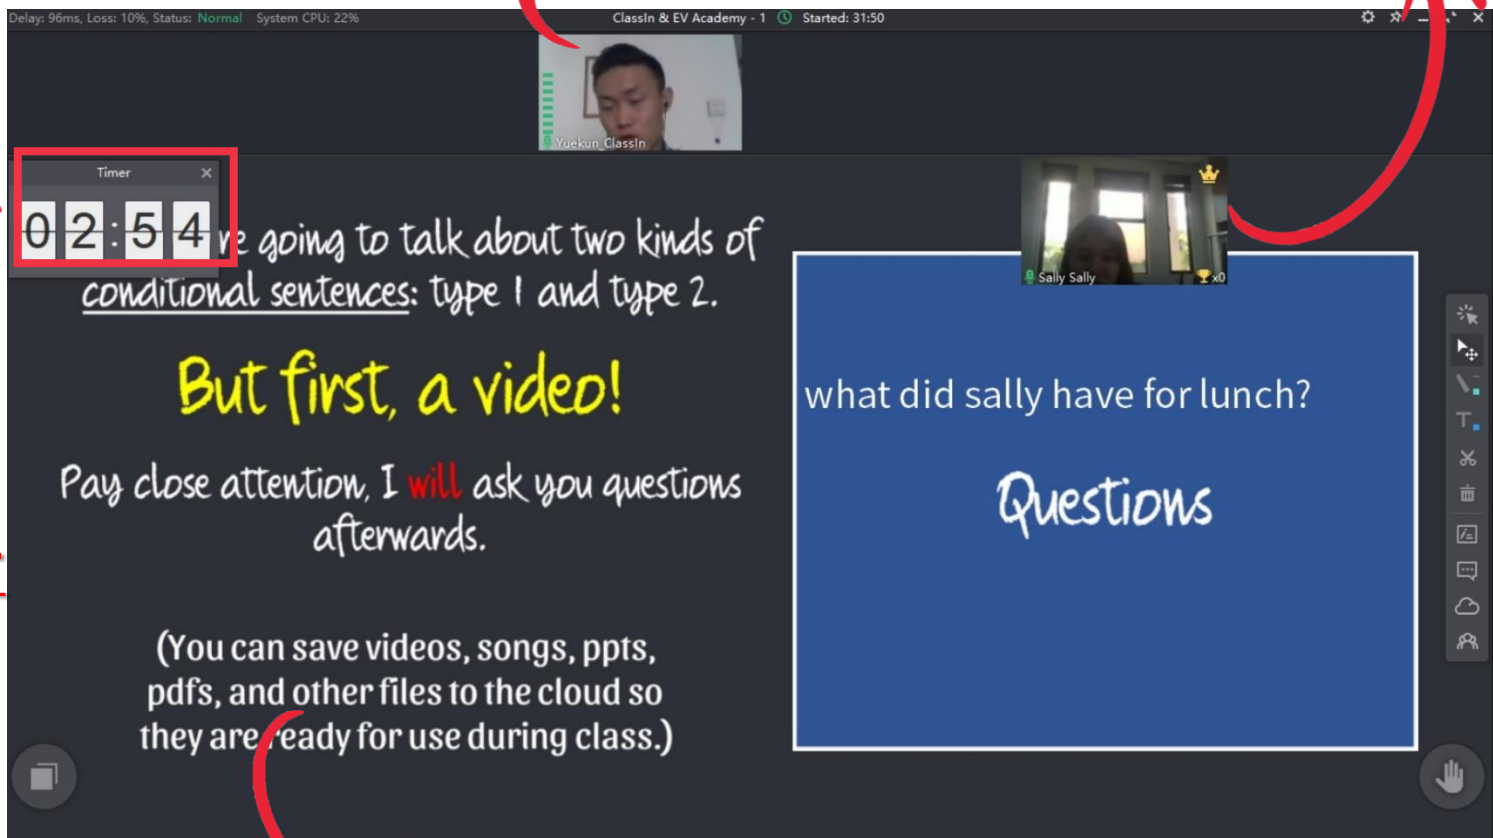 Delay: 96ms, Loss: 10%, Status: Normal System CPU: 22%
ClassIn & EV Academy - 1 Started: 31:50
Yuekun_ClassIn
Timer
02:54
Sally Sally
x0
re going to talk about two kinds of
conditional sentences: type 1 and type 2.
But first, a video!
Pay close attention, I will ask you questions
afterwards.
(You can save videos, songs, ppts,
pdfs, and other files to the cloud so
they are ready for use during class.)
what did sally have for lunch?
Questions